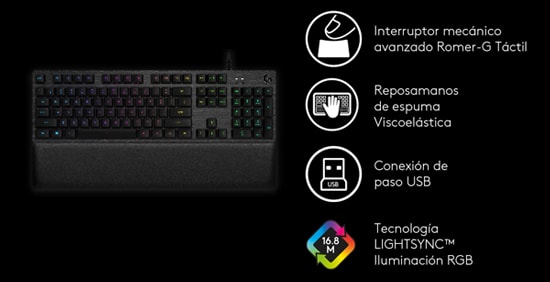 Interruptor mecánico
avanzado Romer-G Táctil
Reposamanos
de espuma
Viscoelástica
USB
Conexión de
paso USB
16.8
M
Tecnología
LIGHTSYNC™
Iluminación RGB